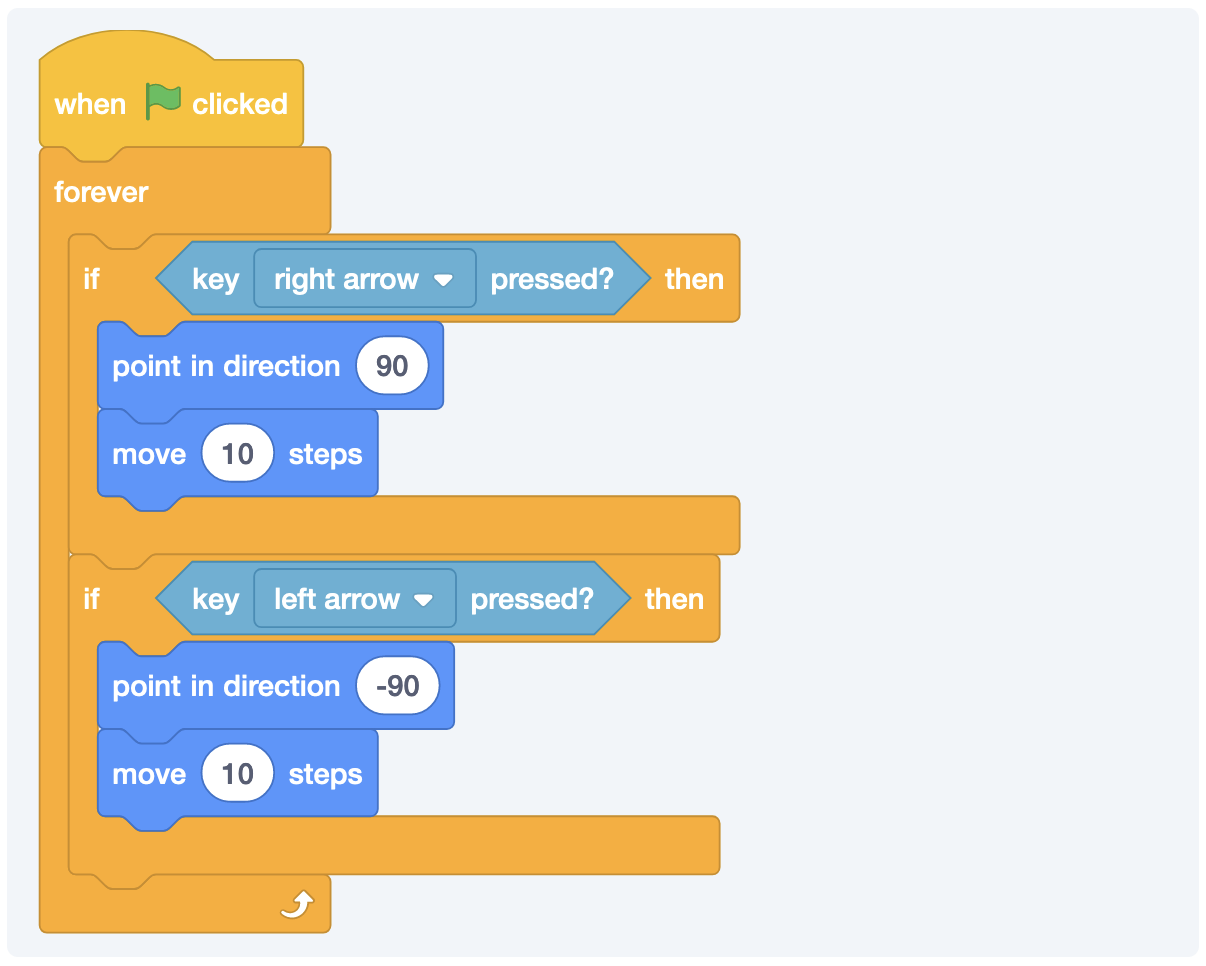 when clicked
forever
if key right arrow pressed? then
point in direction 90
move 10 steps
if key left arrow pressed? then
point in direction -90
move 10 steps